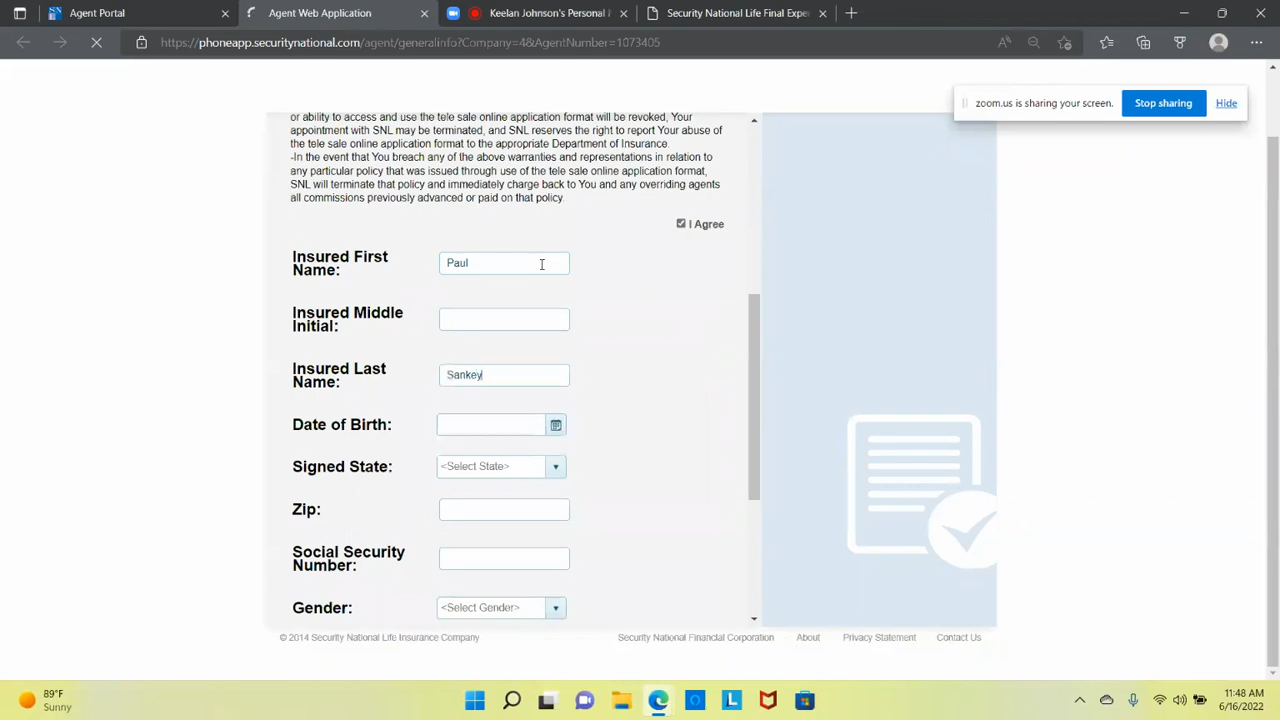 Agent Portal
Agent Web Application
Keelan Johnson's Personal
Security National Life Final Expe
https://phoneapp.securitynational.com/agent/generalinfo?Company=4&AgentNumber=1073405
zoom.us is sharing your screen.
Stop sharing
Hide
or ability to access and use the tele sale online application format will be revoked, Your
appointment with SNL may be terminated, and SNL reserves the right to report Your abuse of
the tele sale online application format to the appropriate Department of Insurance.
-In the event that You breach any of the above warranties and representations in relation to
any particular policy that was issued through use of the tele sale online application format,
SNL will terminate that policy and immediately charge back to You and any overriding agents
all commissions previously advanced or paid on that policy.
I Agree
Insured First
Name:
Paul
Insured Middle
Initial:
Insured Last
Name:
Sankey
Date of Birth:
Signed State:
<Select State>
Zip:
Social Security
Number:
Gender:
<Select Gender>
© 2014 Security National Life Insurance Company
Security National Financial Corporation
About
Privacy Statement
Contact Us
89°F
Sunny
11:48 AM
6/16/2022